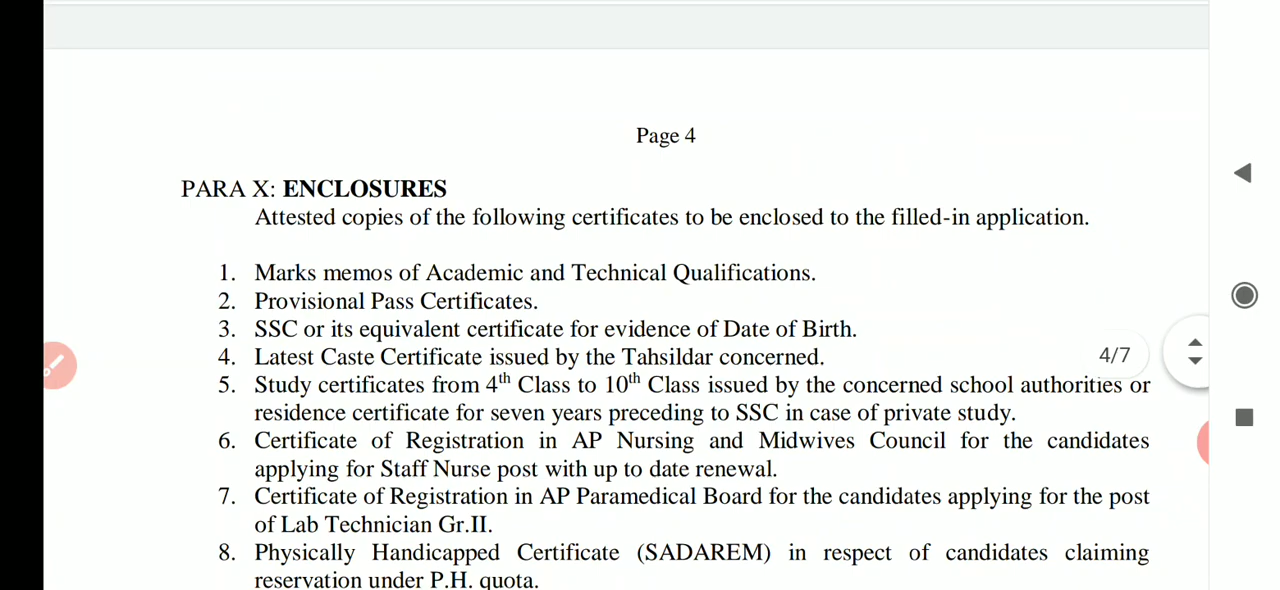 Page 4
PARA X: ENCLOSURES
Attested copies of the following certificates to be enclosed to the filled-in application.
1. Marks memos of Academic and Technical Qualifications.
2. Provisional Pass Certificates.
3. SSC or its equivalent certificate for evidence of Date of Birth.
4. Latest Caste Certificate issued by the Tahsildar concerned.
4/7
5. Study certificates from 4th Class to 10th Class issued by the concerned school authorities or
residence certificate for seven years preceding to SSC in case of private study.
6. Certificate of Registration in AP Nursing and Midwives Council for the candidates
applying for Staff Nurse post with up to date renewal.
7. Certificate of Registration in AP Paramedical Board for the candidates applying for the post
of Lab Technician Gr.II.
8. Physically Handicapped Certificate (SADAREM) in respect of candidates claiming
reservation under P.H. quota.